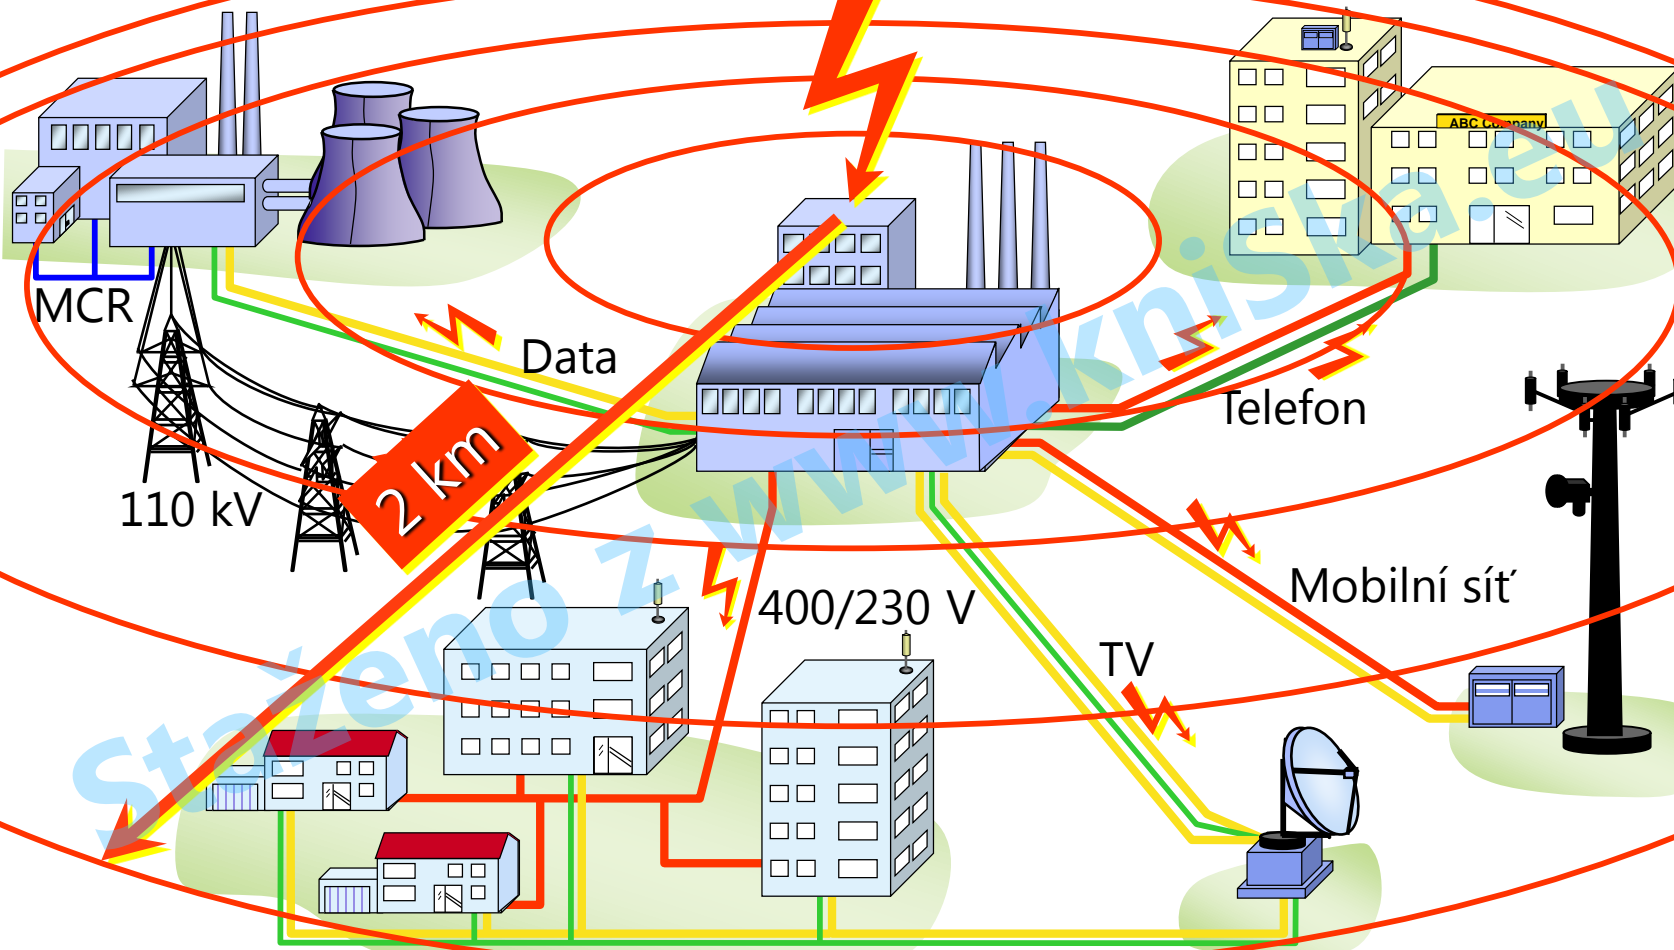 ABC Company
MCR
Data
Telefon
2 km
110 kV
400/230 V
Mobilní síť
TV
Staženo z www.kniSka.eu